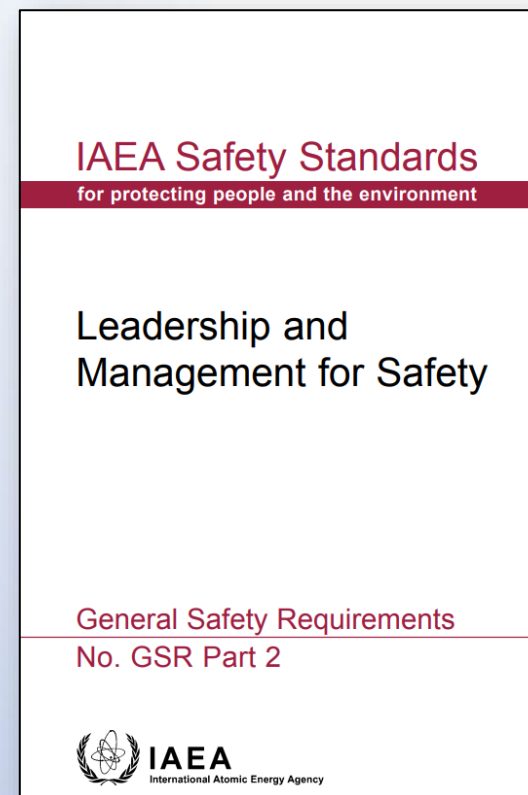 IAEA Safety Standards
for protecting people and the environment
Leadership and
Management for Safety
General Safety Requirements
No. GSR Part 2
IAEA
International Atomic Energy Agency